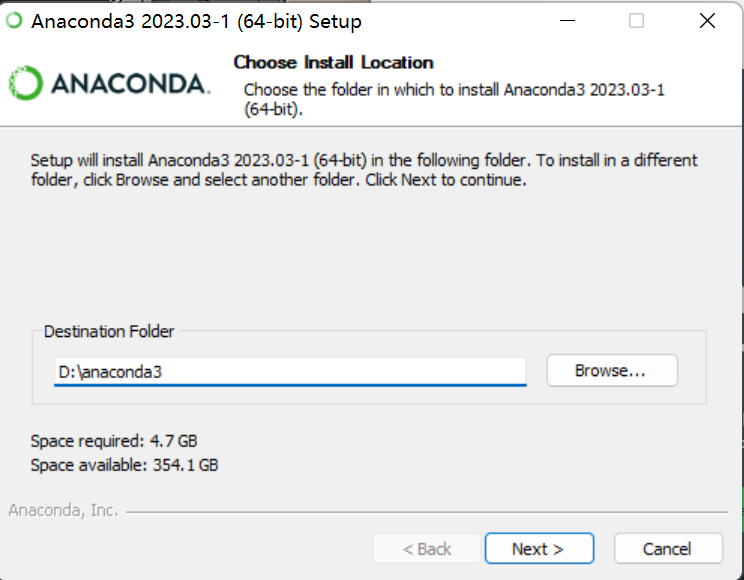 Anaconda3 2023.03-1 (64-bit) Setup
ANACONDA.
Choose Install Location
Choose the folder in which to install Anaconda3 2023.03-1
(64-bit).
Setup will install Anaconda3 2023.03-1 (64-bit) in the following folder. To install in a different
folder, click Browse and select another folder. Click Next to continue.
Destination Folder
D:\anaconda3
Browse...
Space required: 4.7 GB
Space available: 354.1 GB
Anaconda, Inc.
< Back
Next >
Cancel